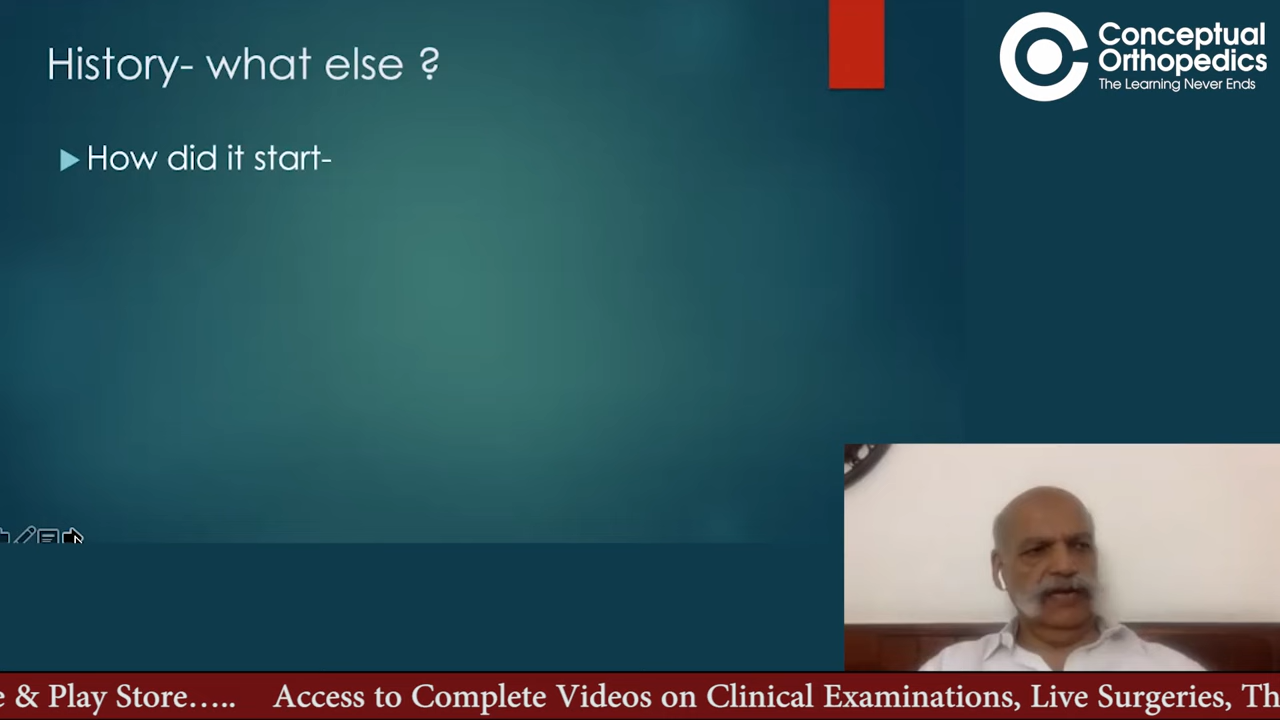 History- what else ?
How did it start-
Conceptual
Orthopedics
The Learning Never Ends
e & Play Store….. Access to Complete Videos on Clinical Examinations, Live Surgeries, Th